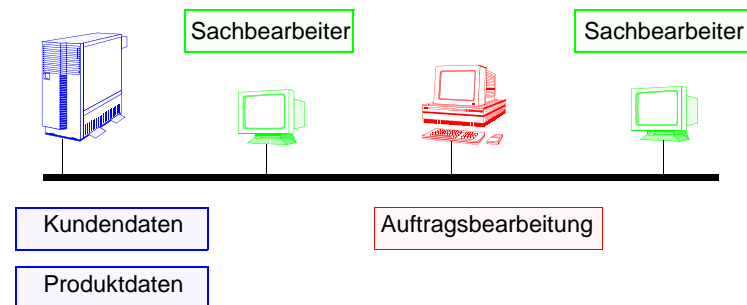 Sachbearbeiter
Sachbearbeiter
Kundendaten
Auftragsbearbeitung
Produktdaten